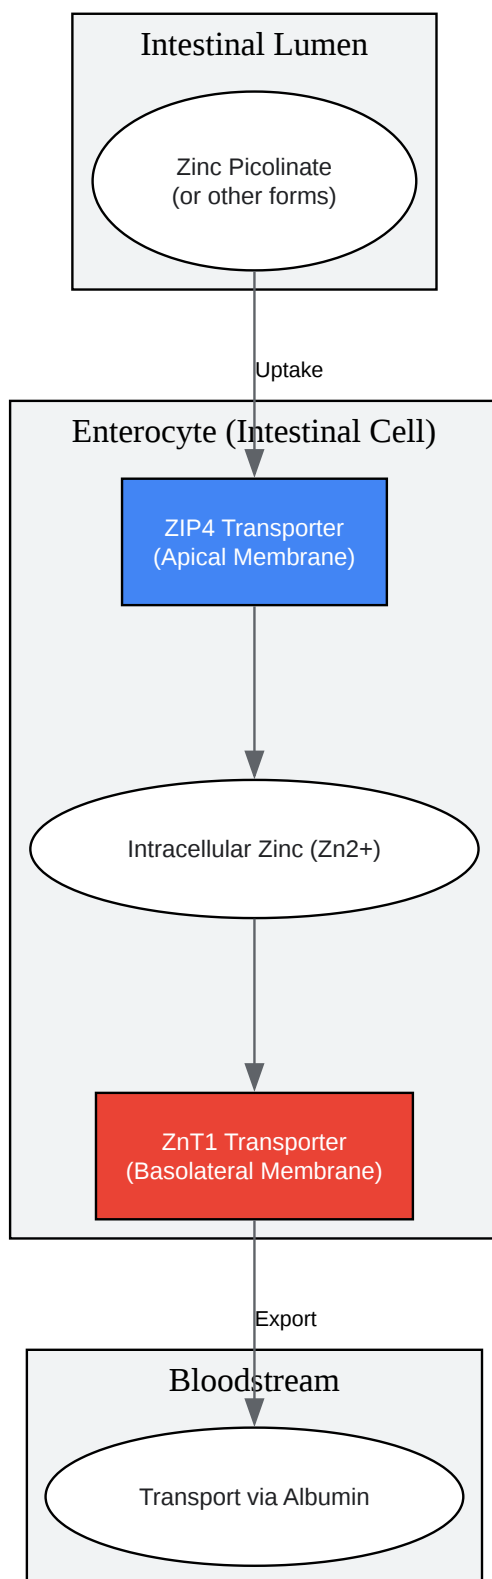 Intestinal Lumen
Zinc Picolinate
(or other forms)
Uptake
Enterocyte (Intestinal Cell)
ZIP4 Transporter
(Apical Membrane)
Intracellular Zinc (Zn2+)
ZnT1 Transporter
(Basolateral Membrane)
Export
Bloodstream
Transport via Albumin